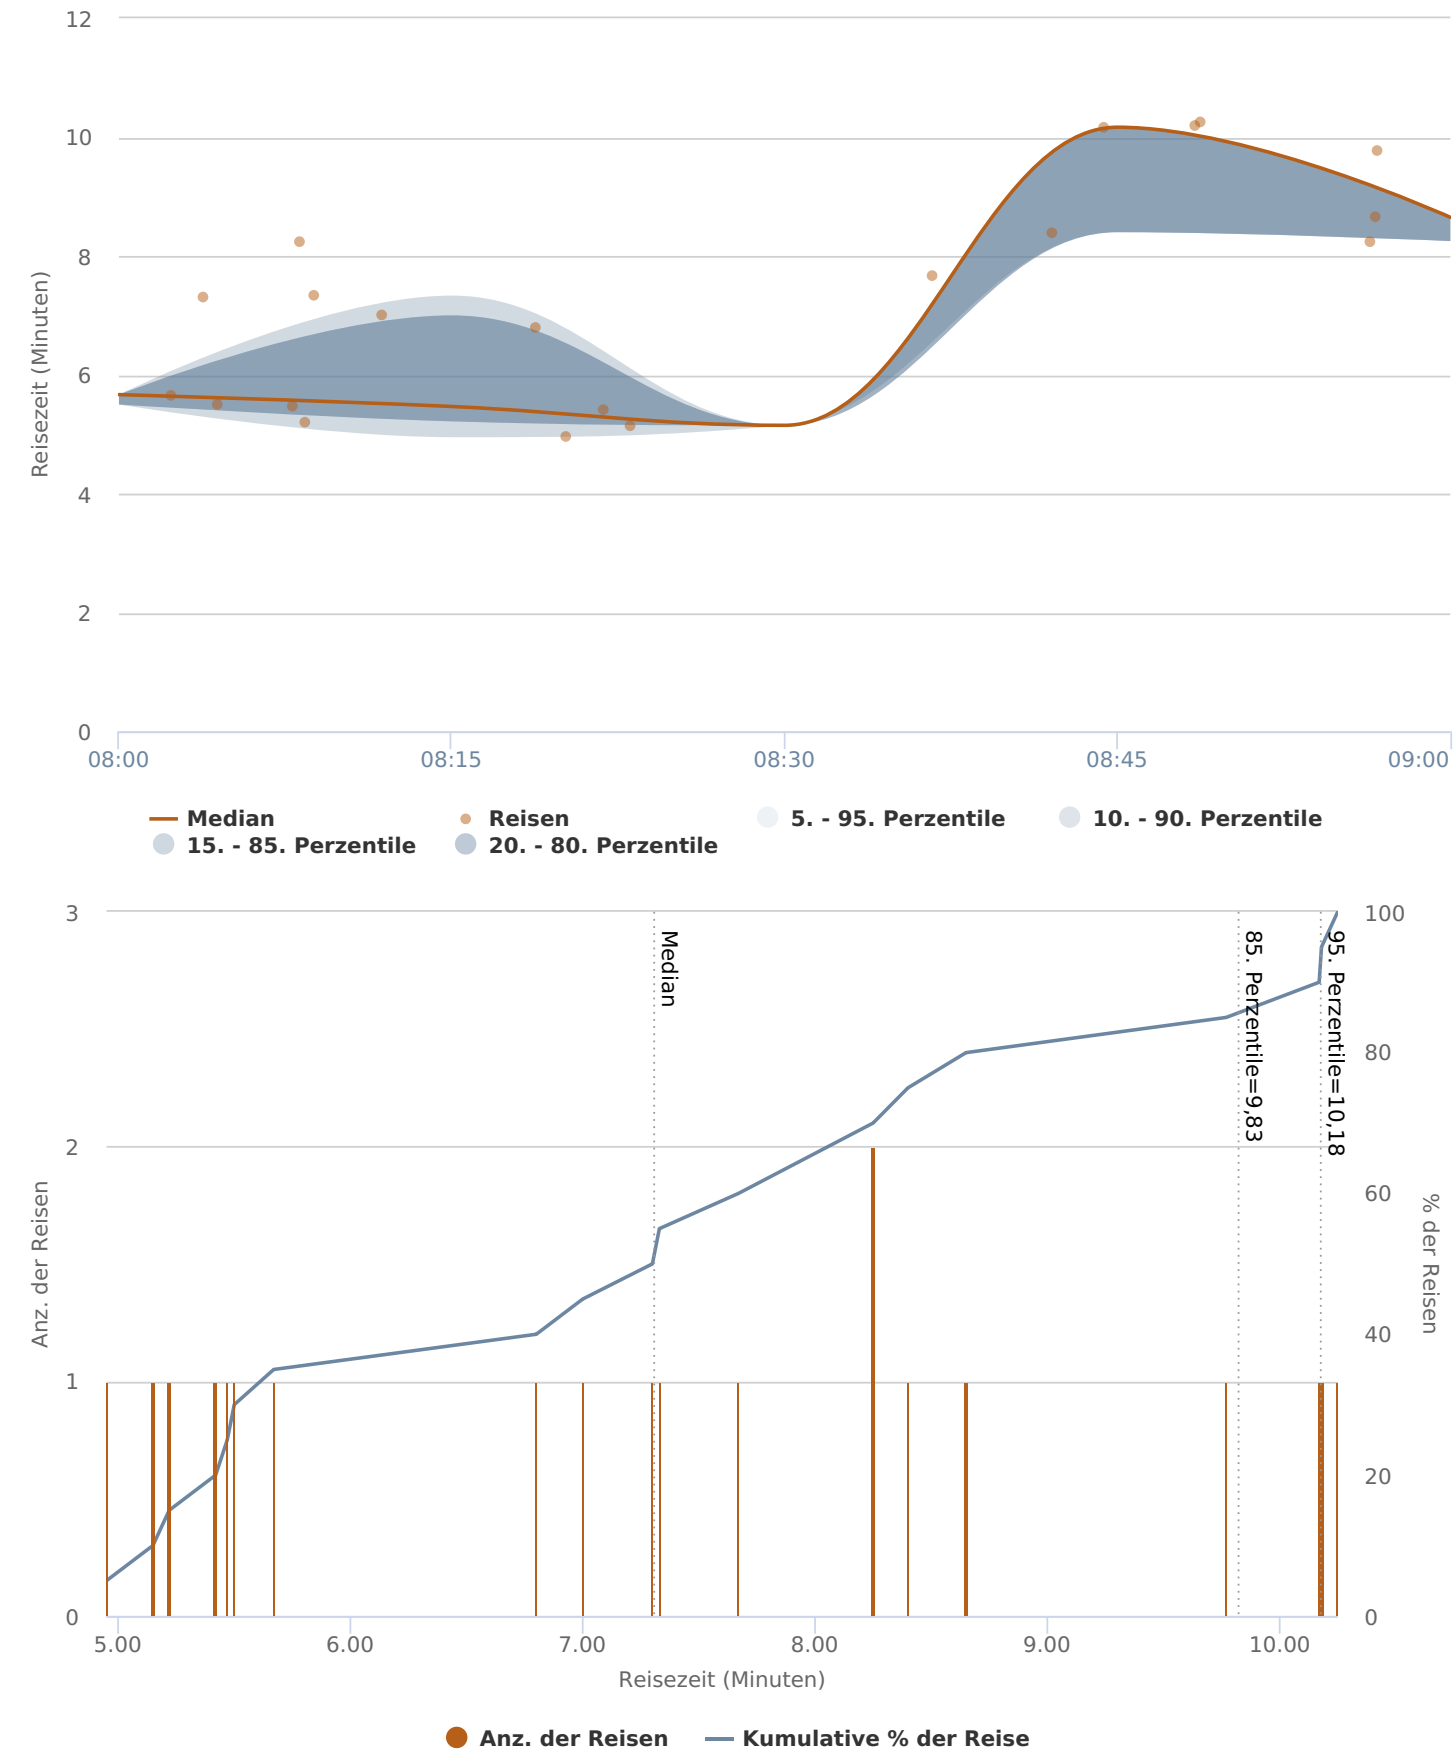 12
10
8
6
4
2
0
Reisezeit (Minuten)
08:00 08:15 08:30 08:45 09:00
Median Reisen 5. - 95. Perzentile 10. - 90. Perzentile
15. - 85. Perzentile 20. - 80. Perzentile
3
2
1
0
Anz. der Reisen
Median
85. Perzentile=9,83
95. Perzentile=10,18
100
80
60
40
20
0
% der Reisen
5.00 6.00 7.00 8.00 9.00 10.00
Reisezeit (Minuten)
Anz. der Reisen Kumulative % der Reise